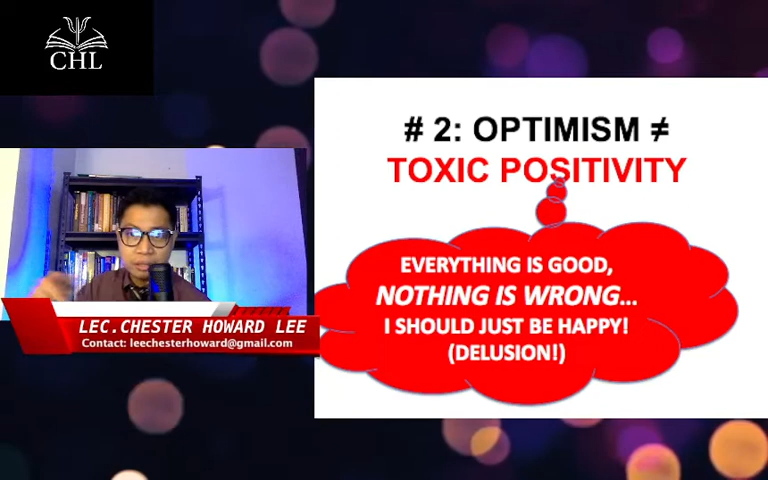 CHL
# 2: OPTIMISM ≠
TOXIC POSITIVITY
EVERYTHING IS GOOD,
NOTHING IS WRONG...
I SHOULD JUST BE HAPPY!
(DELUSION!)
LEC.CHESTER HOWARD LEE
Contact: leechesterhoward@gmail.com